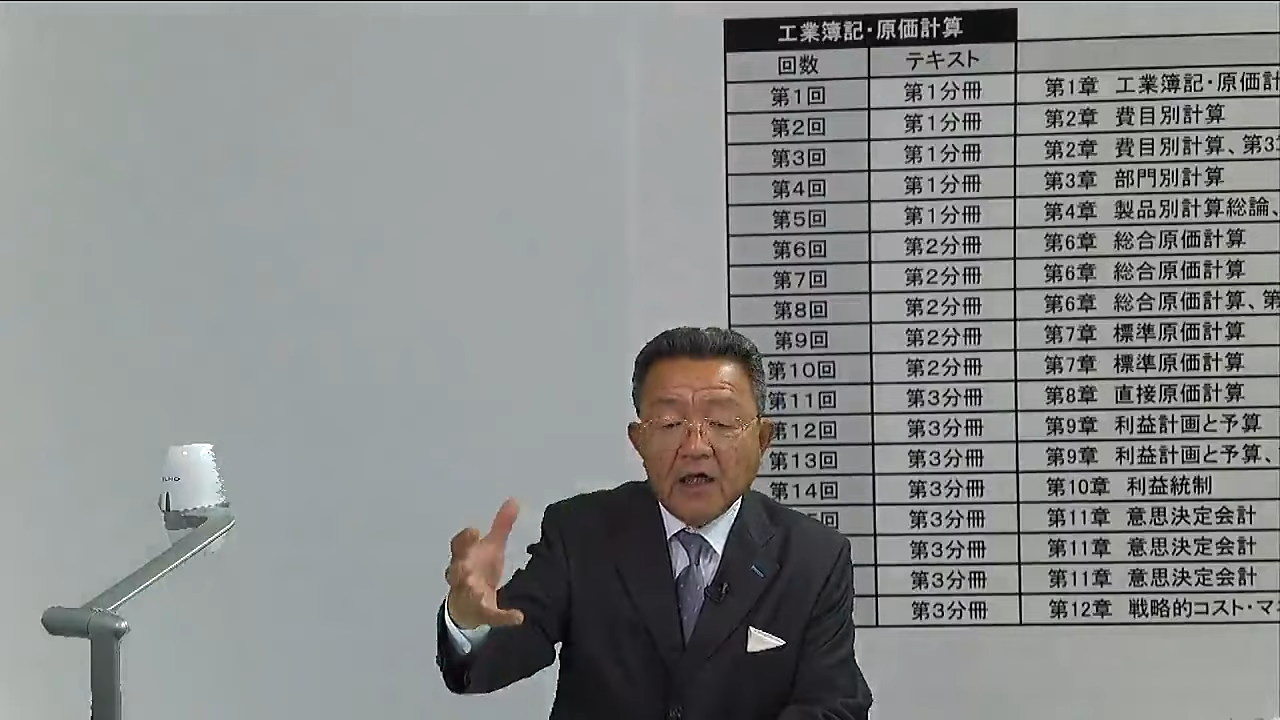 工業簿記・原価計算
回数 テキスト
第1回 第1分冊 第1章 工業簿記・原価計
第2回 第1分冊 第2章 費目別計算
第3回 第1分冊 第2章 費目別計算、第3
第4回 第1分冊 第3章 部門別計算
第5回 第1分冊 第4章 製品別計算総論、
第6回 第2分冊 第6章 総合原価計算
第7回 第2分冊 第6章 総合原価計算
第8回 第2分冊 第6章 総合原価計算、第
第9回 第2分冊 第7章 標準原価計算
第10回 第2分冊 第7章 標準原価計算
第11回 第3分冊 第8章 直接原価計算
第12回 第3分冊 第9章 利益計画と予算
第13回 第3分冊 第9章 利益計画と予算、
第14回 第3分冊 第10章 利益統制
回 第3分冊 第11章 意思決定会計
第3分冊 第11章 意思決定会計
第3分冊 第11章 意思決定会計
第3分冊 第12章 戦略的コスト・マ